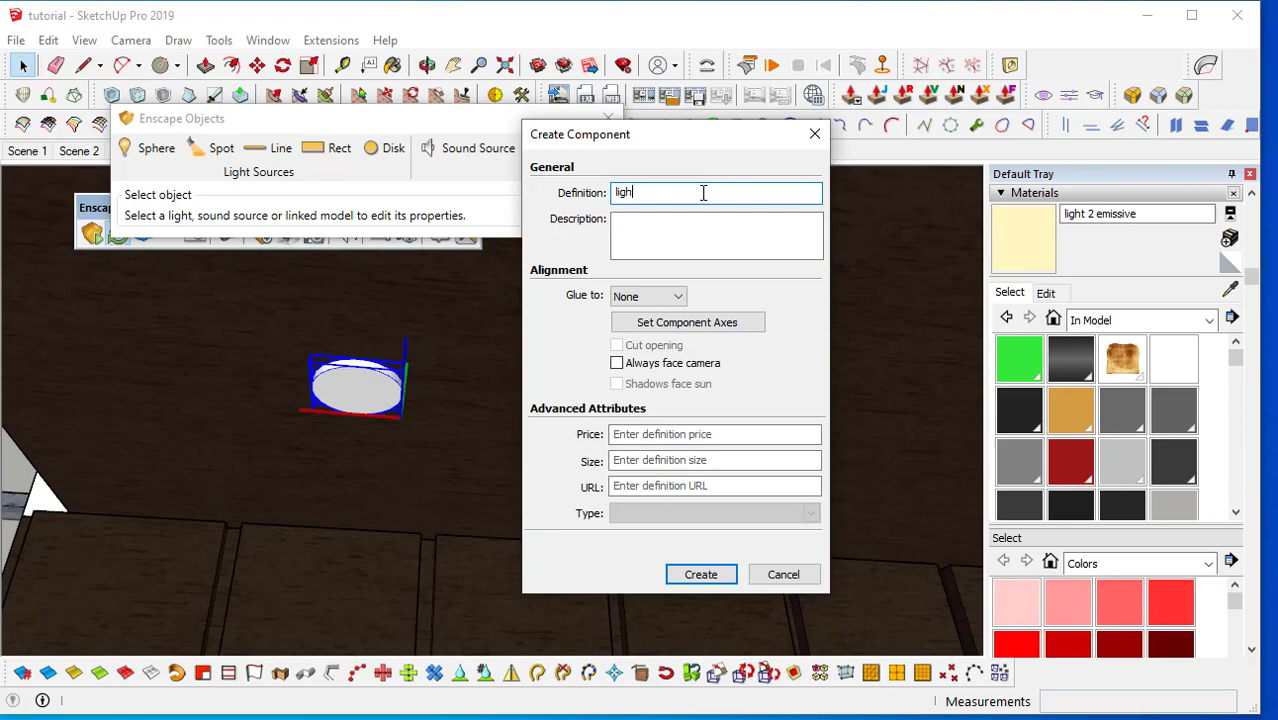 tutorial - SketchUp Pro 2019
File Edit View Camera Draw Tools Window Extensions Help
Enscape Objects
Sphere Spot Line Rect Disk Sound Source
Light Sources
Scene 1 Scene 2
Select object
Select a light, sound source or linked model to edit its properties.
Enscap
Create Component
General
Definition: ligh
Description:
Alignment
Glue to: None
Set Component Axes
Cut opening
Always face camera
Shadows face sun
Advanced Attributes
Price: Enter definition price
Size: Enter definition size
URL: Enter definition URL
Type:
Create Cancel
Default Tray
Materials
light 2 emissive
Select Edit
In Model
Select
Colors
Measurements